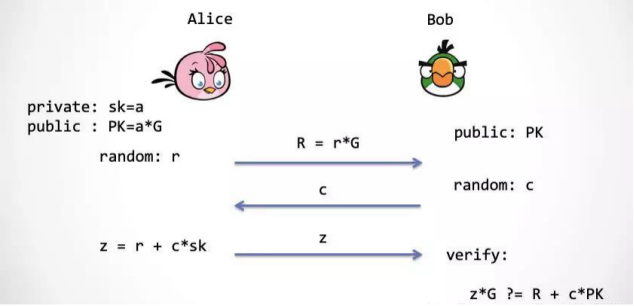 Alice
Bob
private: sk=a
public : PK=a*G
random: r
R = r*G
public: PK
c
random: c
z = r + c*sk
z
verify:
z*G ?= R + c*PK